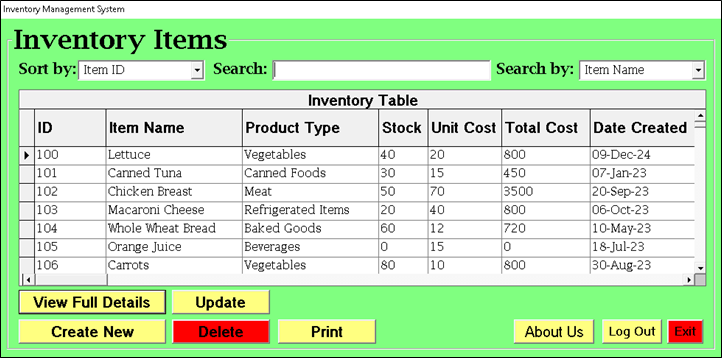 Inventory Management System
Inventory Items
Sort by: Item ID Search: Search by: Item Name
Inventory Table
ID Item Name Product Type Stock Unit Cost Total Cost Date Created
100 Lettuce Vegetables 40 20 800 09-Dec-24
101 Canned Tuna Canned Foods 30 15 450 07-Jan-23
102 Chicken Breast Meat 50 70 3500 20-Sep-23
103 Macaroni Cheese Refrigerated Items 20 40 800 06-Oct-23
104 Whole Wheat Bread Baked Goods 60 12 720 10-May-23
105 Orange Juice Beverages 0 15 0 18-Jul-23
106 Carrots Vegetables 80 10 800 30-Aug-23
View Full Details Update
Create New Delete Print About Us Log Out Exit